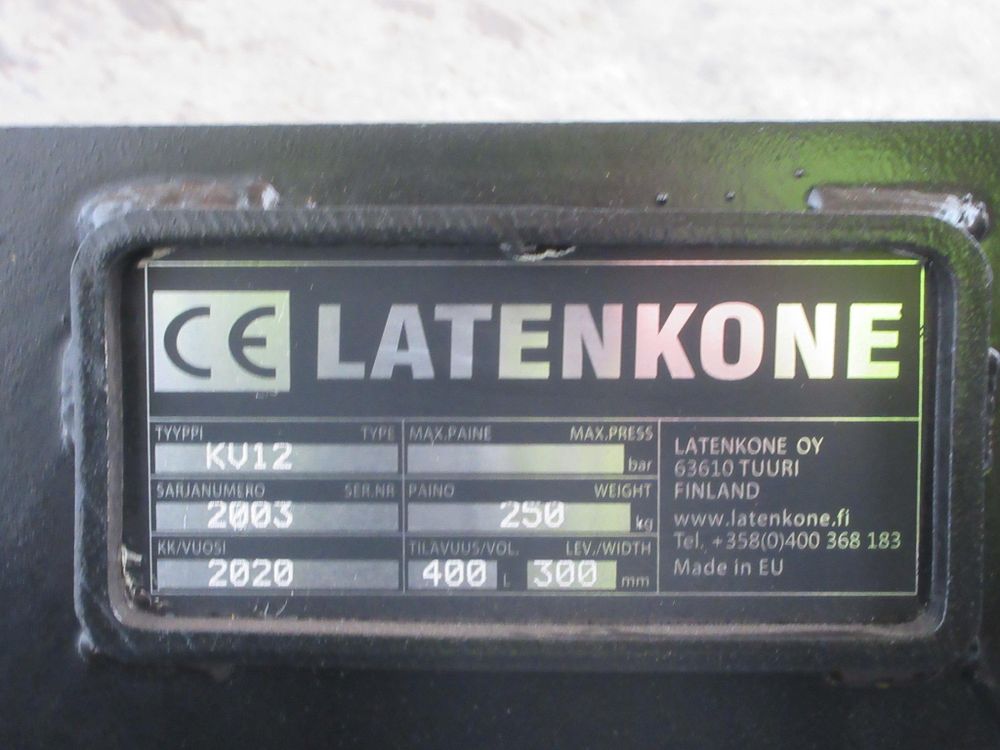 CE LATENKONE
TYYPPI TYPE
KV12
SARJANUMERO SER.NR
2003
KK/VUOSI
2020
MAX.PAINE MAX.PRESS
bar
PAINO WEIGHT
250 kg
TILAVUUS/VOL. LEV./WIDTH
400 L 300 mm
LATENKONE OY
63610 TUURI
FINLAND
www.latenkone.fi
Tel. +358(0)400 368 183
Made in EU